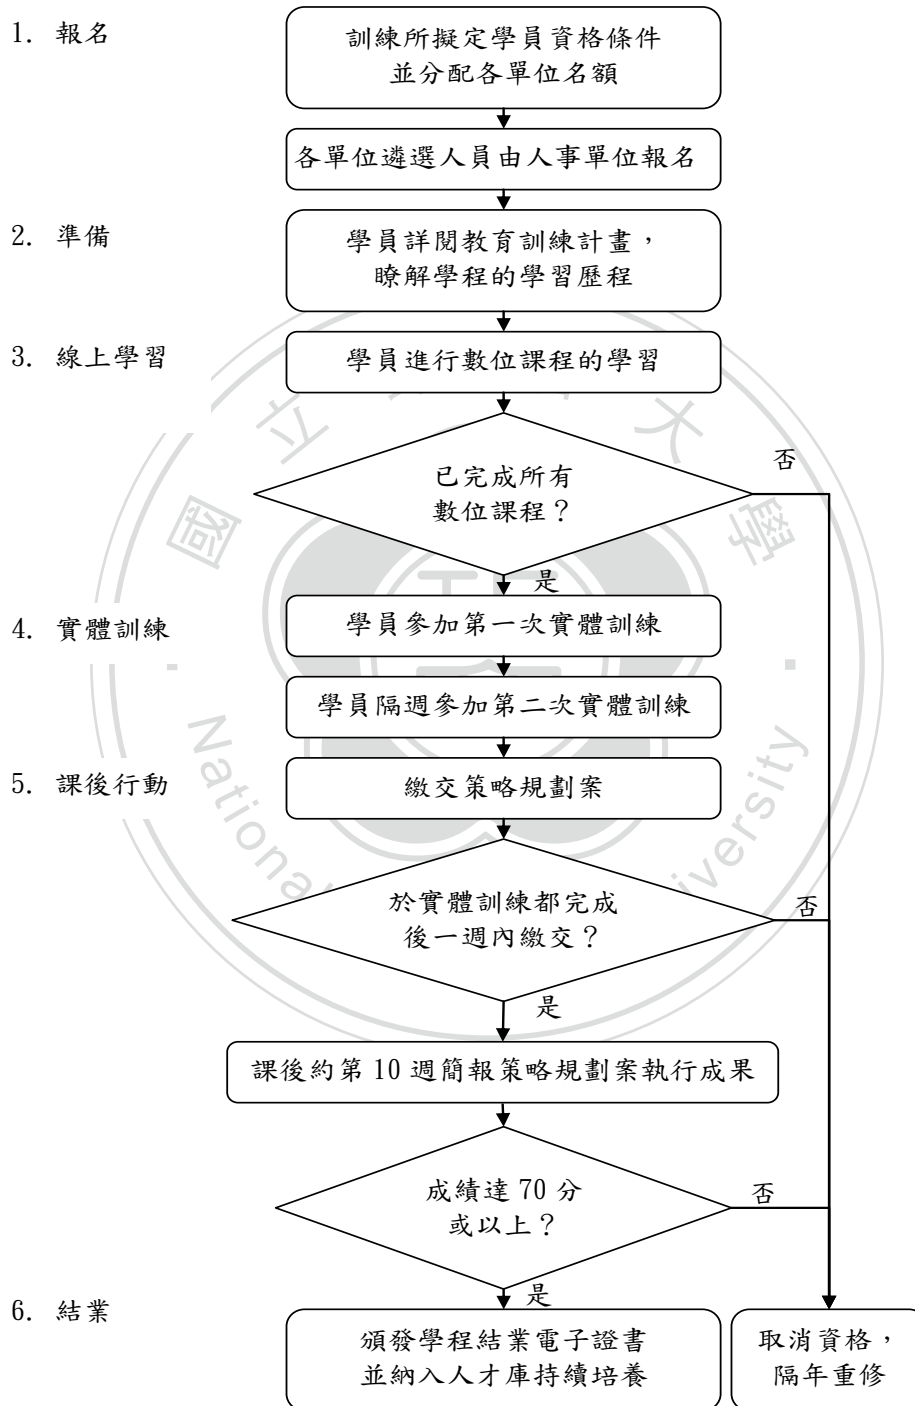 1. 報名
訓練所擬定學員資格條件
並分配各單位名額
各單位遴選人員由人事單位報名
2. 準備
學員詳閱教育訓練計畫，
瞭解學程的學習歷程
3. 線上學習
學員進行數位課程的學習
已完成所有
數位課程？
否
是
4. 實體訓練
學員參加第一次實體訓練
學員隔週參加第二次實體訓練
5. 課後行動
繳交策略規劃案
於實體訓練都完成
後一週內繳交？
否
是
課後約第 10 週簡報策略規劃案執行成果
成績達 70 分
或以上？
否
是
6. 結業
頒發學程結業電子證書
並納入人才庫持續培養
取消資格，
隔年重修
國立 大學
National versity